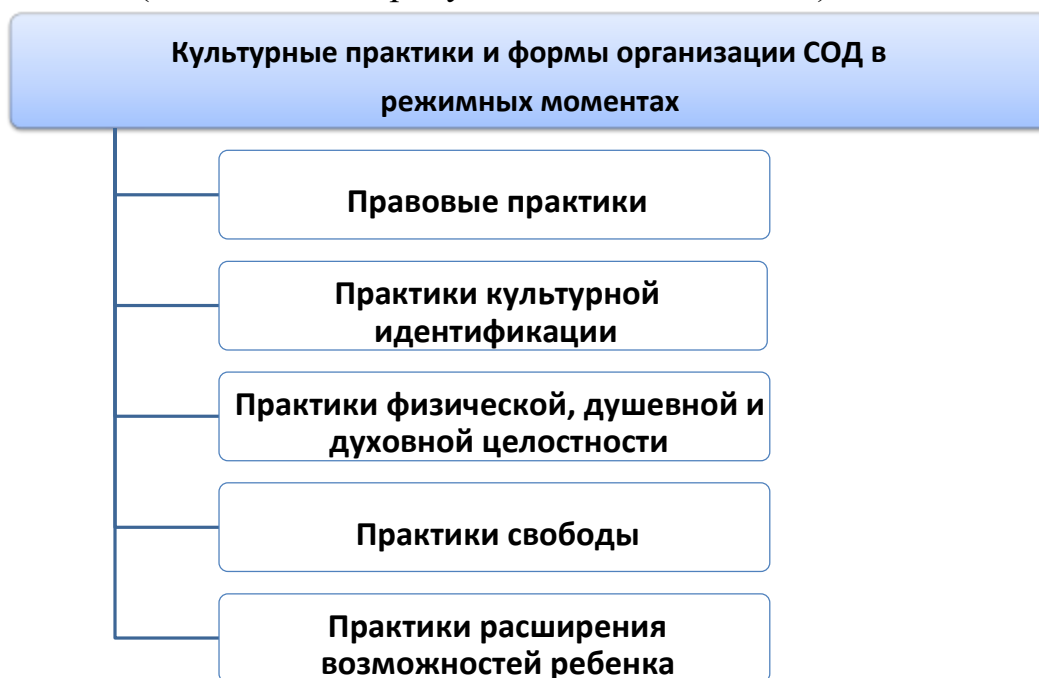 Культурные практики и формы организации СОД в
режимных моментах
Правовые практики
Практики культурной
идентификации
Практики физической, душевной и
духовной целостности
Практики свободы
Практики расширения
возможностей ребенка